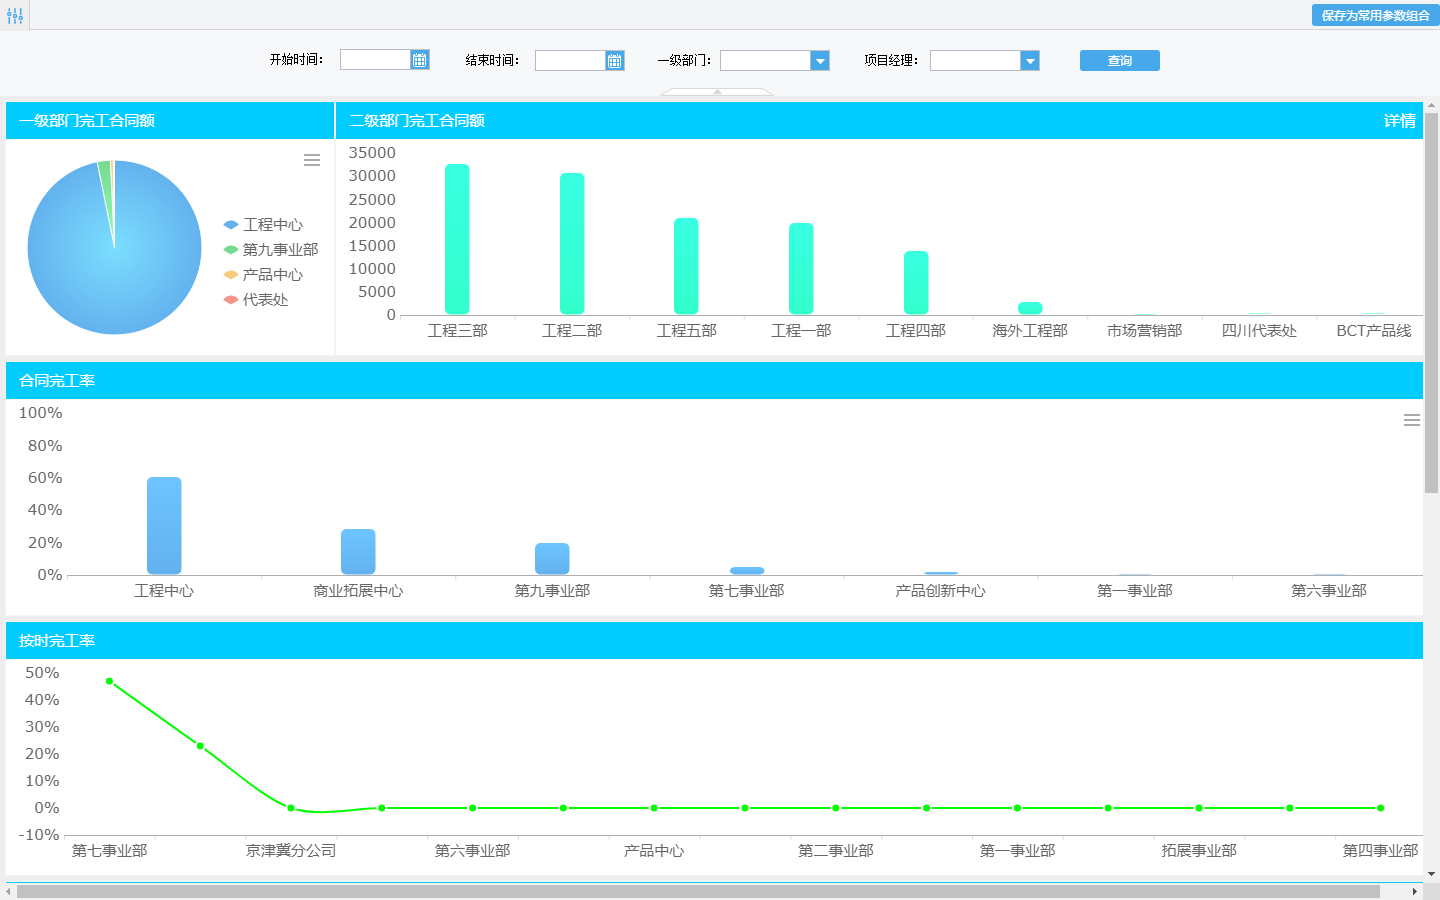 保存为常用参数组合
开始时间：
结束时间：
一级部门：
项目经理：
查询
一级部门完工合同额
工程中心
第九事业部
产品中心
代表处
二级部门完工合同额 详情
35000
30000
25000
20000
15000
10000
5000
0
工程三部 工程二部 工程五部 工程一部 工程四部 海外工程部 市场营销部 四川代表处 BCT产品线
合同完工率
100%
80%
60%
40%
20%
0%
工程中心 商业拓展中心 第九事业部 第七事业部 产品创新中心 第一事业部 第六事业部
按时完工率
50%
40%
30%
20%
10%
0%
-10%
第七事业部 京津冀分公司 第六事业部 产品中心 第二事业部 第一事业部 拓展事业部 第四事业部